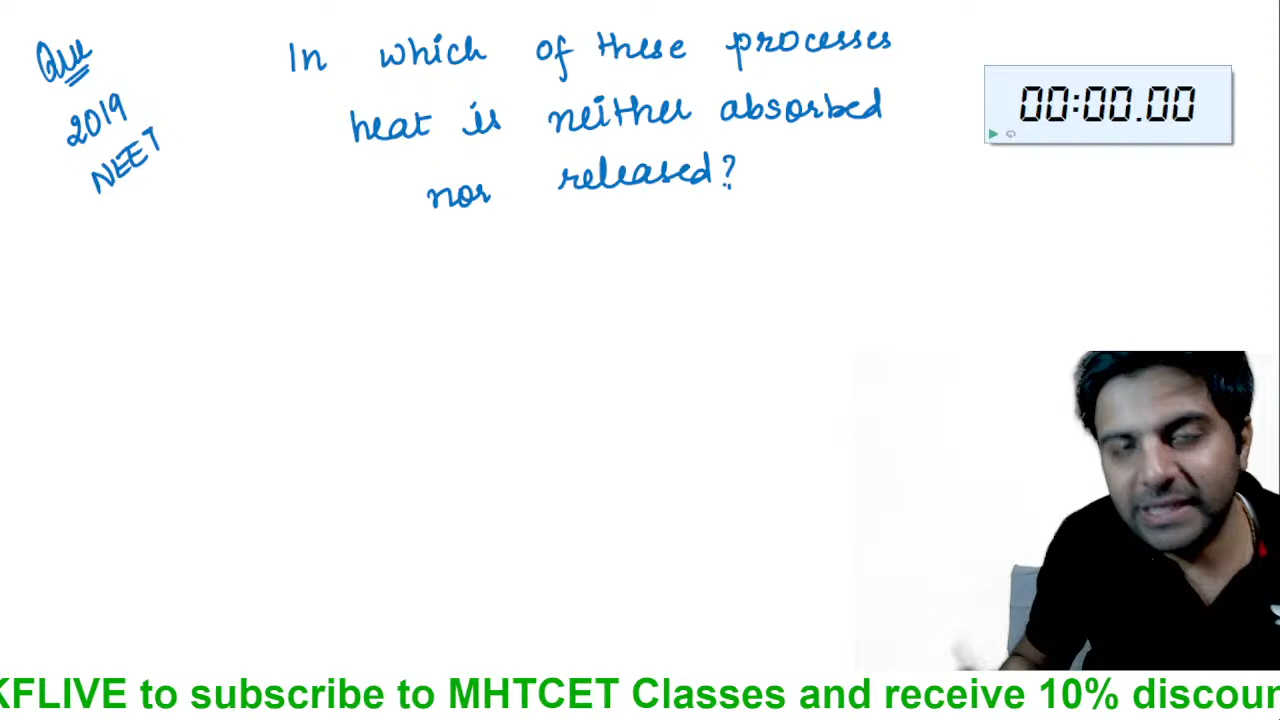 Que
2019
NEET
In which of these processes
heat is neither absorbed
nor released?
00:00.00
KFLIVE to subscribe to MHTCET Classes and receive 10% discoun